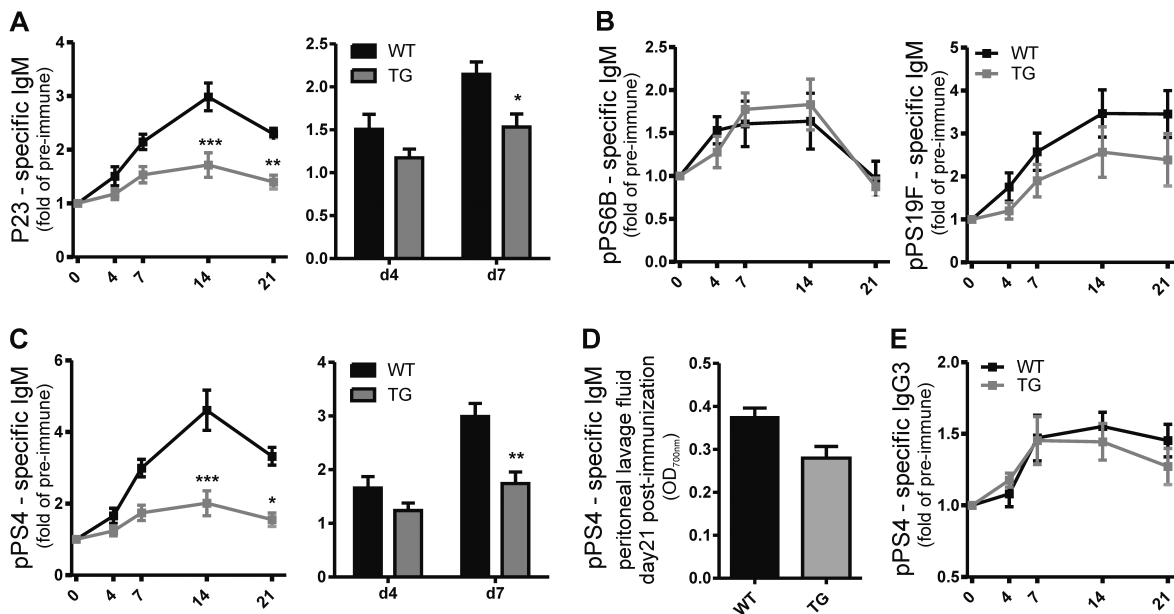 A
P23 - specific IgM
(fold of pre-immune)
4
3
2
1
0
4
7
14
21
***
**
2.5
2.0
1.5
1.0
0.5
0.0
WT
TG
*
d4
d7
B
pPS6B - specific IgM
(fold of pre-immune)
2.5
2.0
1.5
1.0
0.5
0.0
0
4
7
14
21
WT
TG
pPS19F - specific IgM
(fold of pre-immune)
5
4
3
2
1
0
0
4
7
14
21
C
pPS4 - specific IgM
(fold of pre-immune)
6
4
2
0
0
4
7
14
21
***
*
4
3
2
1
0
WT
TG
**
d4
d7
D
pPS4 - specific IgM
peritoneal lavage fluid
day21 post-immunization
(OD700nm)
0.5
0.4
0.3
0.2
0.1
0.0
WT
TG
E
pPS4 - specific IgG3
(fold of pre-immune)
2.0
1.5
1.0
0.5
0
4
7
14
21
WT
TG